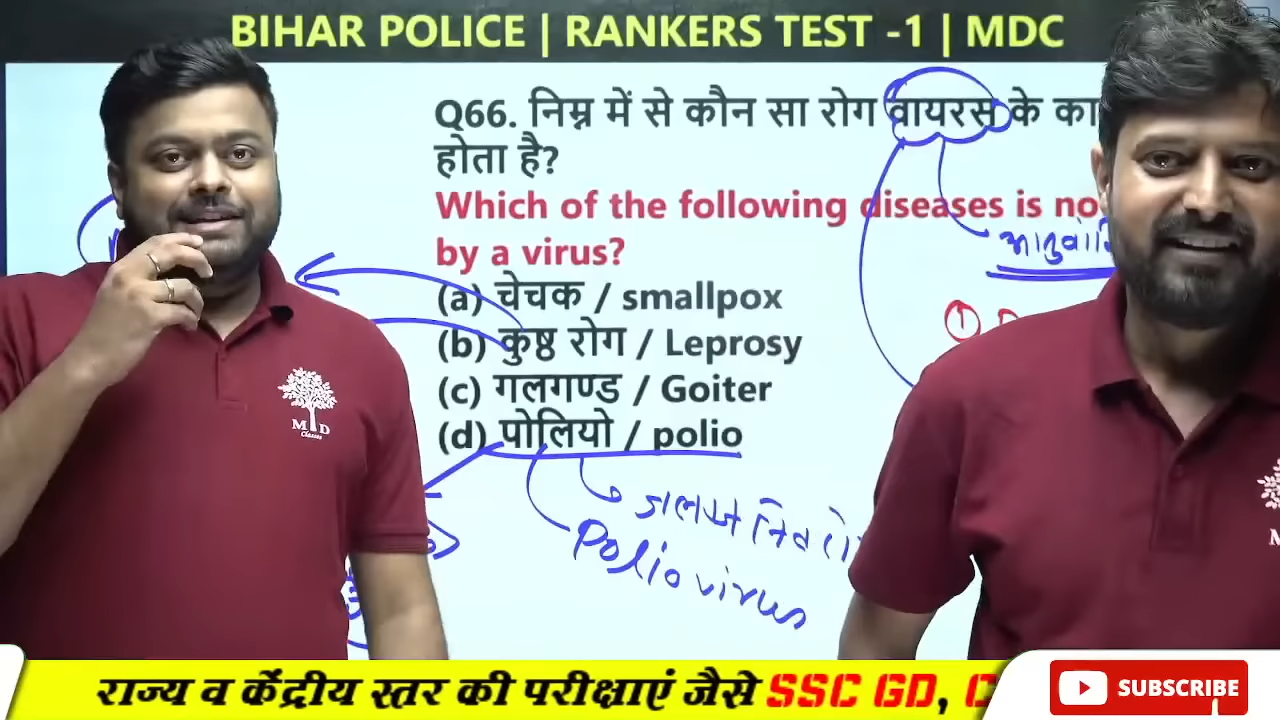 BIHAR POLICE | RANKERS TEST -1 | MDC
Q66. निम्न में से कौन सा रोग वायरस के का
होता है?
Which of the following diseases is no
by a virus?
(a) चेचक / smallpox
(b) कुष्ठ रोग / Leprosy
(c) गलगण्ड / Goiter
(d) पोलियो / polio
Polio virus
M D
Classes
राज्य व केंद्रीय स्तर की परीक्षाएं जैसे SSC GD, C
SUBSCRIBE